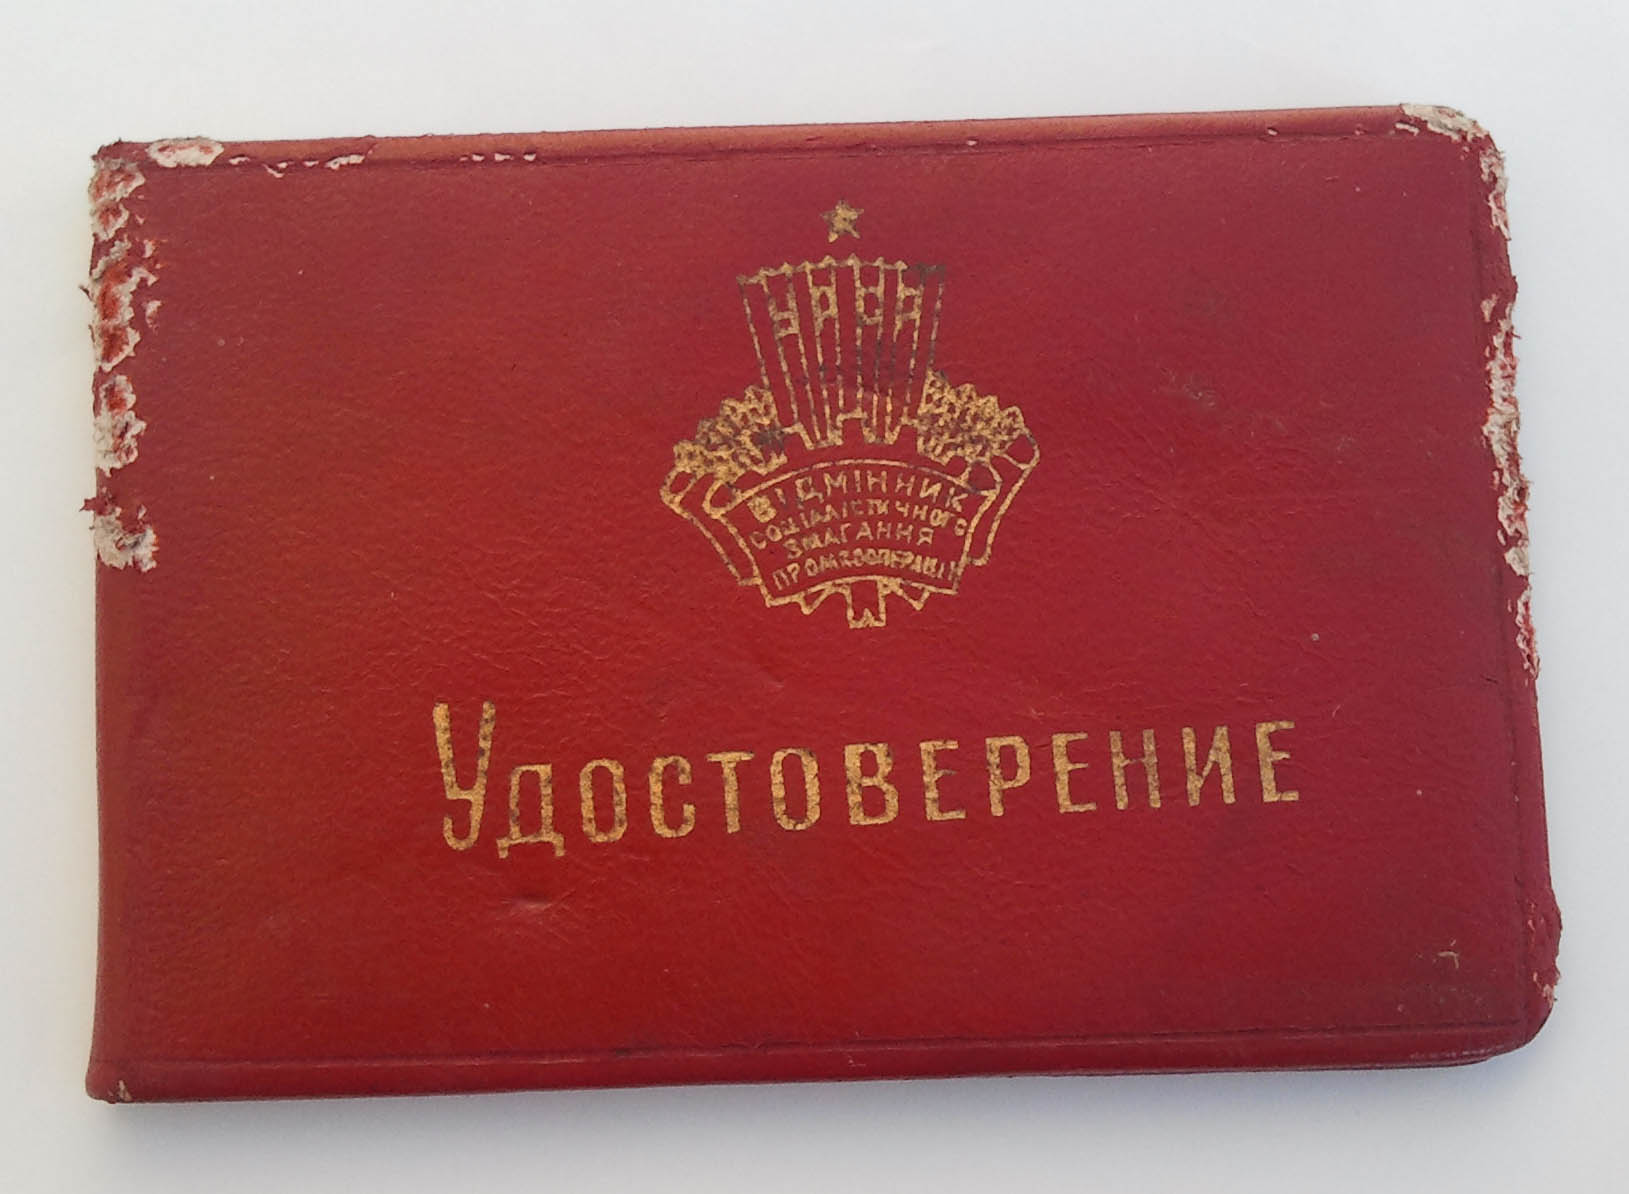 ВІДМІННИК
СОЦІАЛІСТИЧНОГО
ЗМАГАННЯ
ПРОМКООПЕРАЦІЇ
Удостоверение